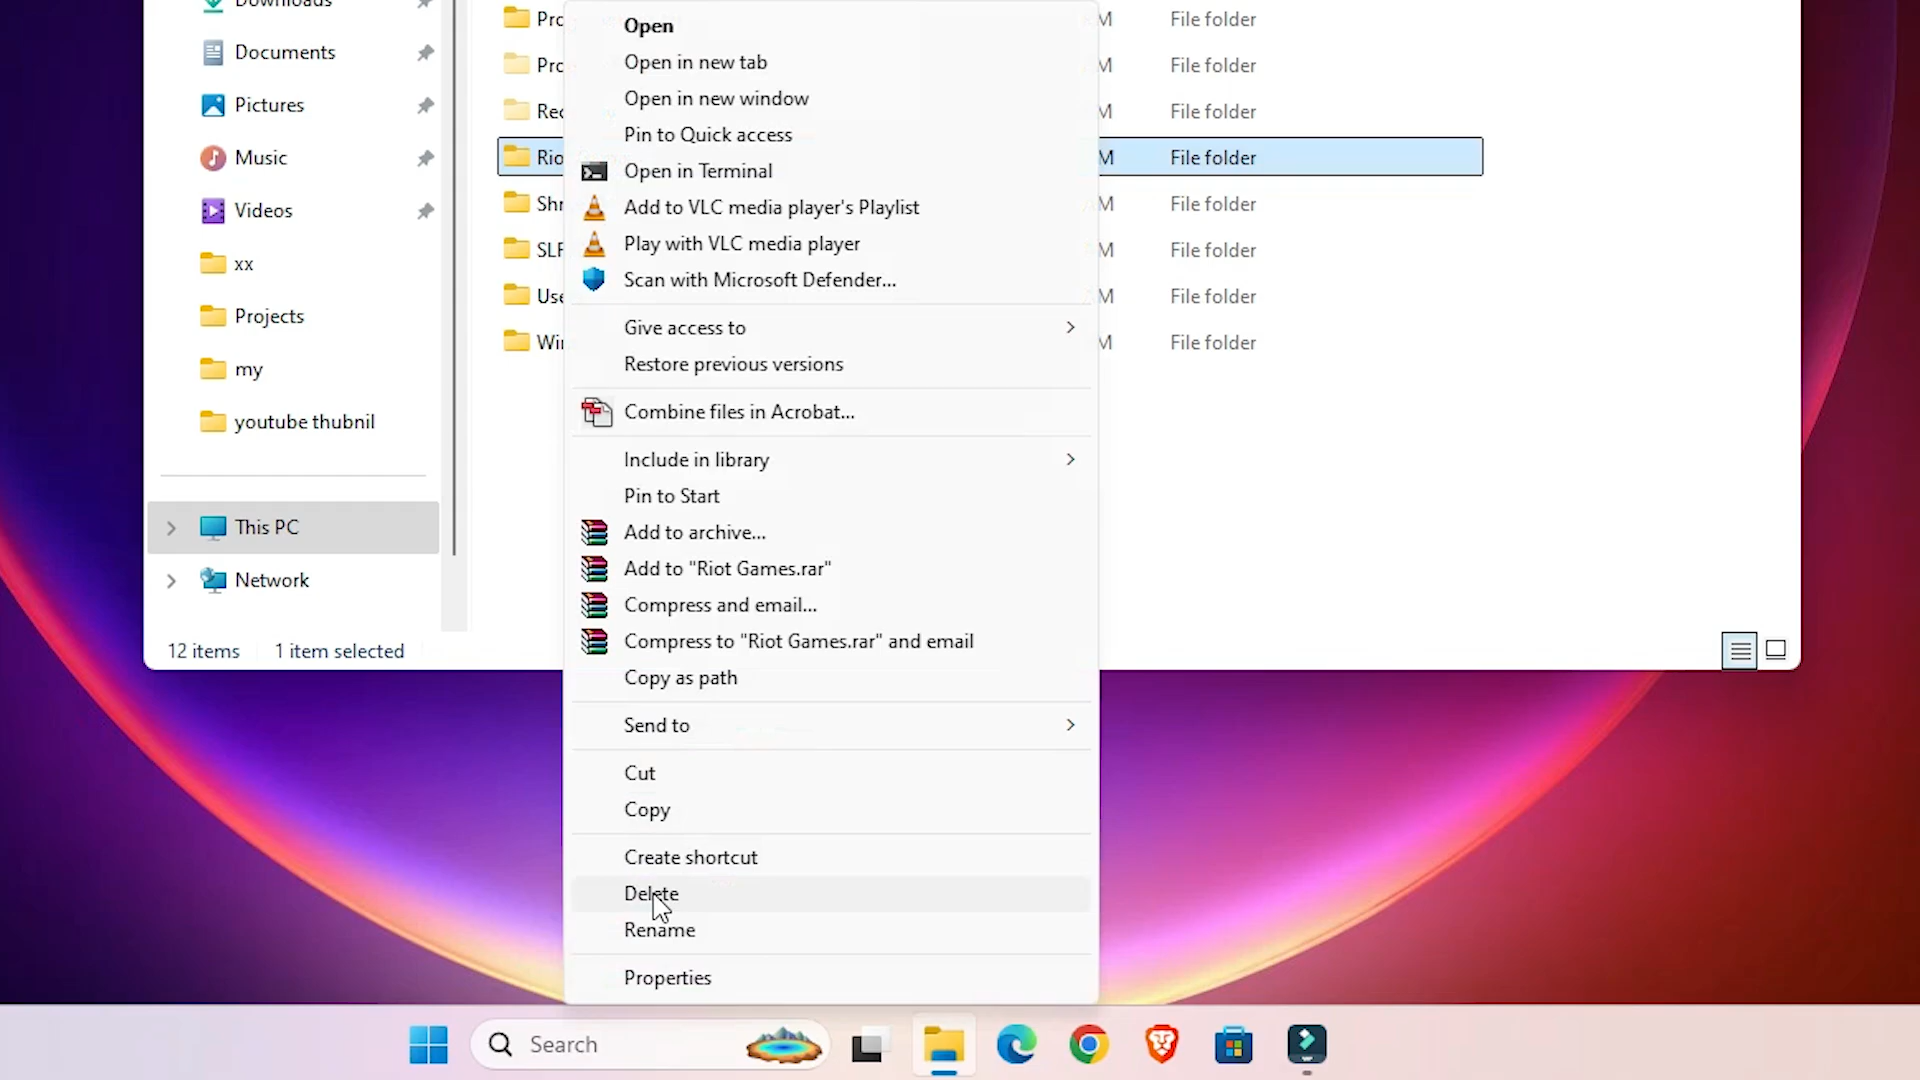 Downloads
Documents
Pictures
Music
Videos
xx
Projects
my
youtube thubnil
This PC
Network
12 items 1 item selected
M File folder
M File folder
M File folder
M File folder
M File folder
M File folder
M File folder
M File folder
Open
Open in new tab
Open in new window
Pin to Quick access
Open in Terminal
Add to VLC media player's Playlist
Play with VLC media player
Scan with Microsoft Defender...
Give access to
Restore previous versions
Combine files in Acrobat...
Include in library
Pin to Start
Add to archive...
Add to "Riot Games.rar"
Compress and email...
Compress to "Riot Games.rar" and email
Copy as path
Send to
Cut
Copy
Create shortcut
Delete
Rename
Properties
Search